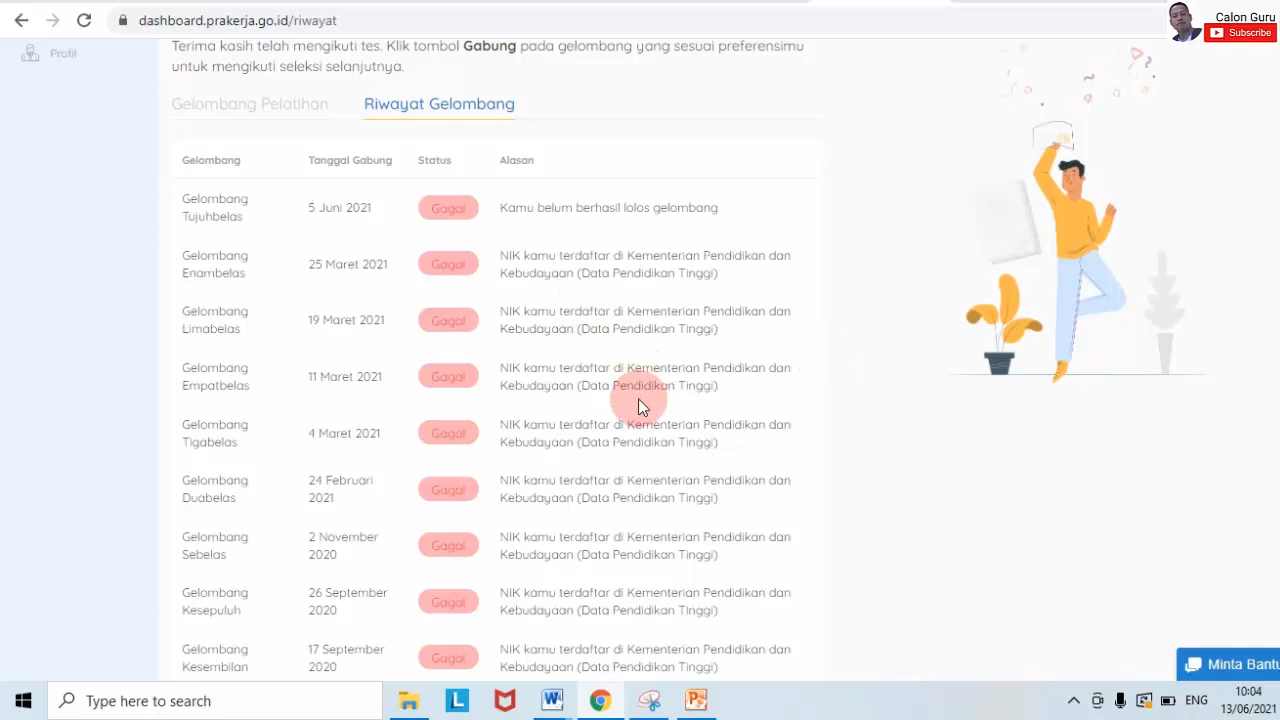 dashboard.prakerja.go.id/riwayat
Calon Guru
Subscribe
Profil
Terima kasih telah mengikuti tes. Klik tombol Gabung pada gelombang yang sesuai preferensimu
untuk mengikuti seleksi selanjutnya.
Gelombang Pelatihan Riwayat Gelombang
Gelombang Tanggal Gabung Status Alasan
Gelombang
Tujuhbelas
5 Juni 2021
Gagal
Kamu belum berhasil lolos gelombang
Gelombang
Enambelas
25 Maret 2021
Gagal
NIK kamu terdaftar di Kementerian Pendidikan dan
Kebudayaan (Data Pendidikan Tinggi)
Gelombang
Limabelas
19 Maret 2021
Gagal
NIK kamu terdaftar di Kementerian Pendidikan dan
Kebudayaan (Data Pendidikan Tinggi)
Gelombang
Empatbelas
11 Maret 2021
Gagal
NIK kamu terdaftar di Kementerian Pendidikan dan
Kebudayaan (Data Pendidikan Tinggi)
Gelombang
Tigabelas
4 Maret 2021
Gagal
NIK kamu terdaftar di Kementerian Pendidikan dan
Kebudayaan (Data Pendidikan Tinggi)
Gelombang
Duabelas
24 Februari
2021
Gagal
NIK kamu terdaftar di Kementerian Pendidikan dan
Kebudayaan (Data Pendidikan Tinggi)
Gelombang
Sebelas
2 November
2020
Gagal
NIK kamu terdaftar di Kementerian Pendidikan dan
Kebudayaan (Data Pendidikan Tinggi)
Gelombang
Kesepuluh
26 September
2020
Gagal
NIK kamu terdaftar di Kementerian Pendidikan dan
Kebudayaan (Data Pendidikan Tinggi)
Gelombang
Kesembilan
17 September
2020
Gagal
NIK kamu terdaftar di Kementerian Pendidikan dan
Kebudayaan (Data Pendidikan Tinggi)
Minta Bantu
Type here to search
L
W
P
ENG
10:04
13/06/2021